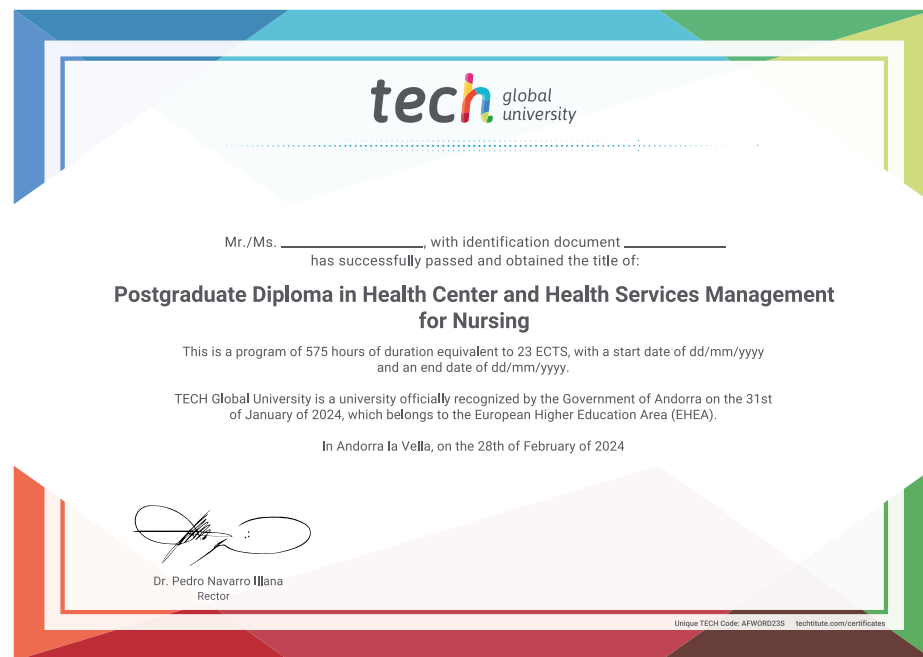 tech global
university
Mr./Ms. ____________, with identification document ____________
has successfully passed and obtained the title of:
Postgraduate Diploma in Health Center and Health Services Management
for Nursing
This is a program of 575 hours of duration equivalent to 23 ECTS, with a start date of dd/mm/yyyy
and an end date of dd/mm/yyyy.
TECH Global University is a university officially recognized by the Government of Andorra on the 31st
of January of 2024, which belongs to the European Higher Education Area (EHEA).
In Andorra la Vella, on the 28th of February of 2024
Dr. Pedro Navarro Illana
Rector
Unique TECH Code: AFWORD23S techtitute.com/certificates